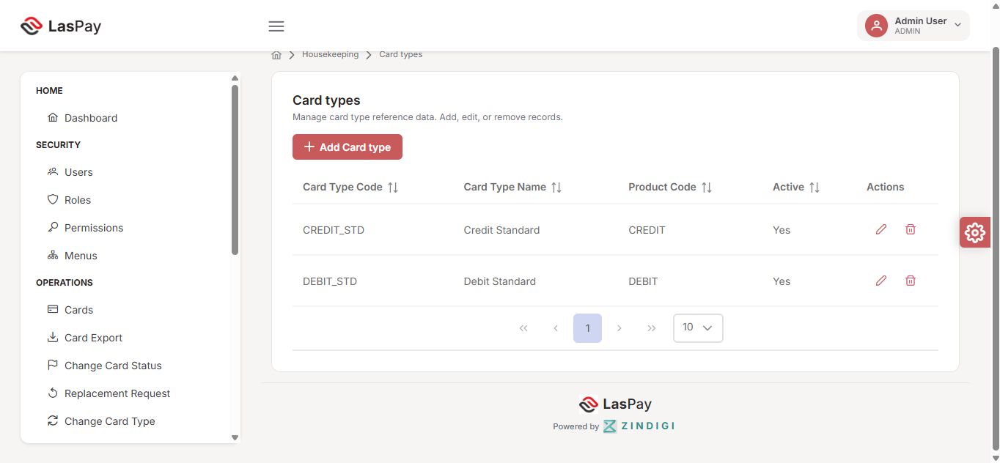 LasPay
Admin User
ADMIN
Housekeeping Card types
HOME
Dashboard
SECURITY
Users
Roles
Permissions
Menus
OPERATIONS
Cards
Card Export
Change Card Status
Replacement Request
Change Card Type
Card types
Manage card type reference data. Add, edit, or remove records.
Add Card type
Card Type Code Card Type Name Product Code Active Actions
CREDIT_STD Credit Standard CREDIT Yes
DEBIT_STD Debit Standard DEBIT Yes
1 10
LasPay
Powered by ZINDIGI